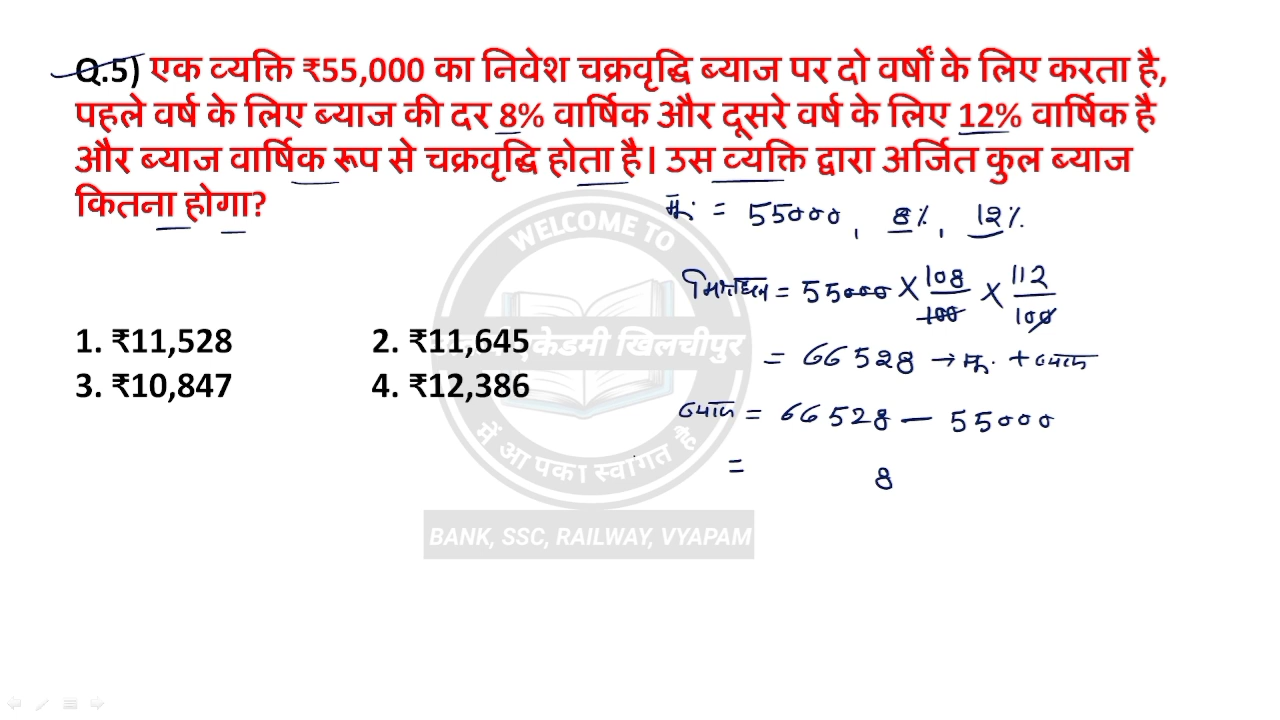 Q.5) एक व्यक्ति ₹55,000 का निवेश चक्रवृद्धि ब्याज पर दो वर्षों के लिए करता है,
पहले वर्ष के लिए ब्याज की दर 8% वार्षिक और दूसरे वर्ष के लिए 12% वार्षिक है
और ब्याज वार्षिक रूप से चक्रवृद्धि होता है। उस व्यक्ति द्वारा अर्जित कुल ब्याज
कितना होगा?
मू. = 55000, 8%, 12%
मिश्रधन = 55000 × 108/100 × 112/100
= 66528 → मू. + ब्याज
ब्याज = 66528 – 55000
= 8
1. ₹11,528 2. ₹11,645
3. ₹10,847 4. ₹12,386
WELCOME TO
एकेडमी खिलचीपुर
में आपका स्वागत है
BANK, SSC, RAILWAY, VYAPAM